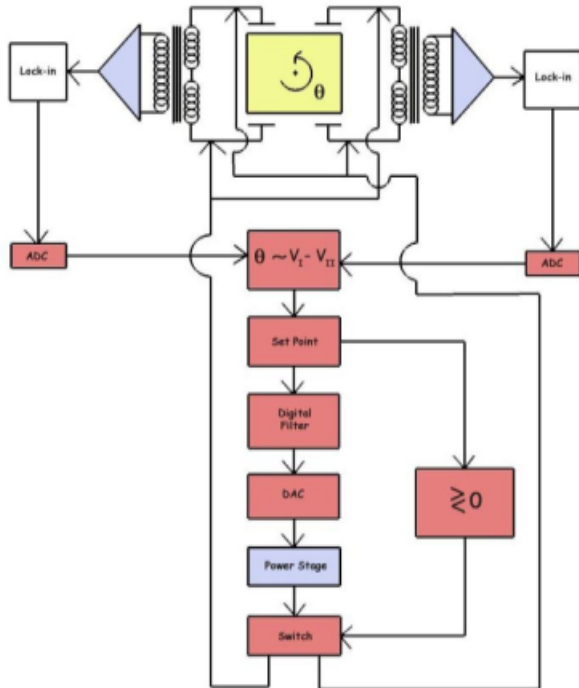 Lock-in
θ
Lock-in
ADC
θ ~ V_I - V_II
ADC
Set Point
Digital
Filter
≷0
DAC
Power Stage
Switch